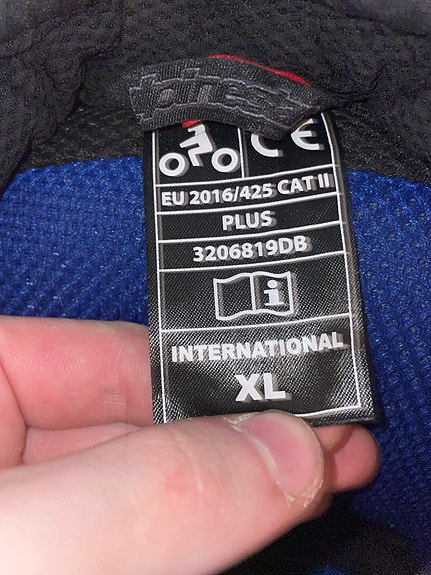 CE
EU 2016/425 CAT II
PLUS
3206819DB
i
INTERNATIONAL
XL